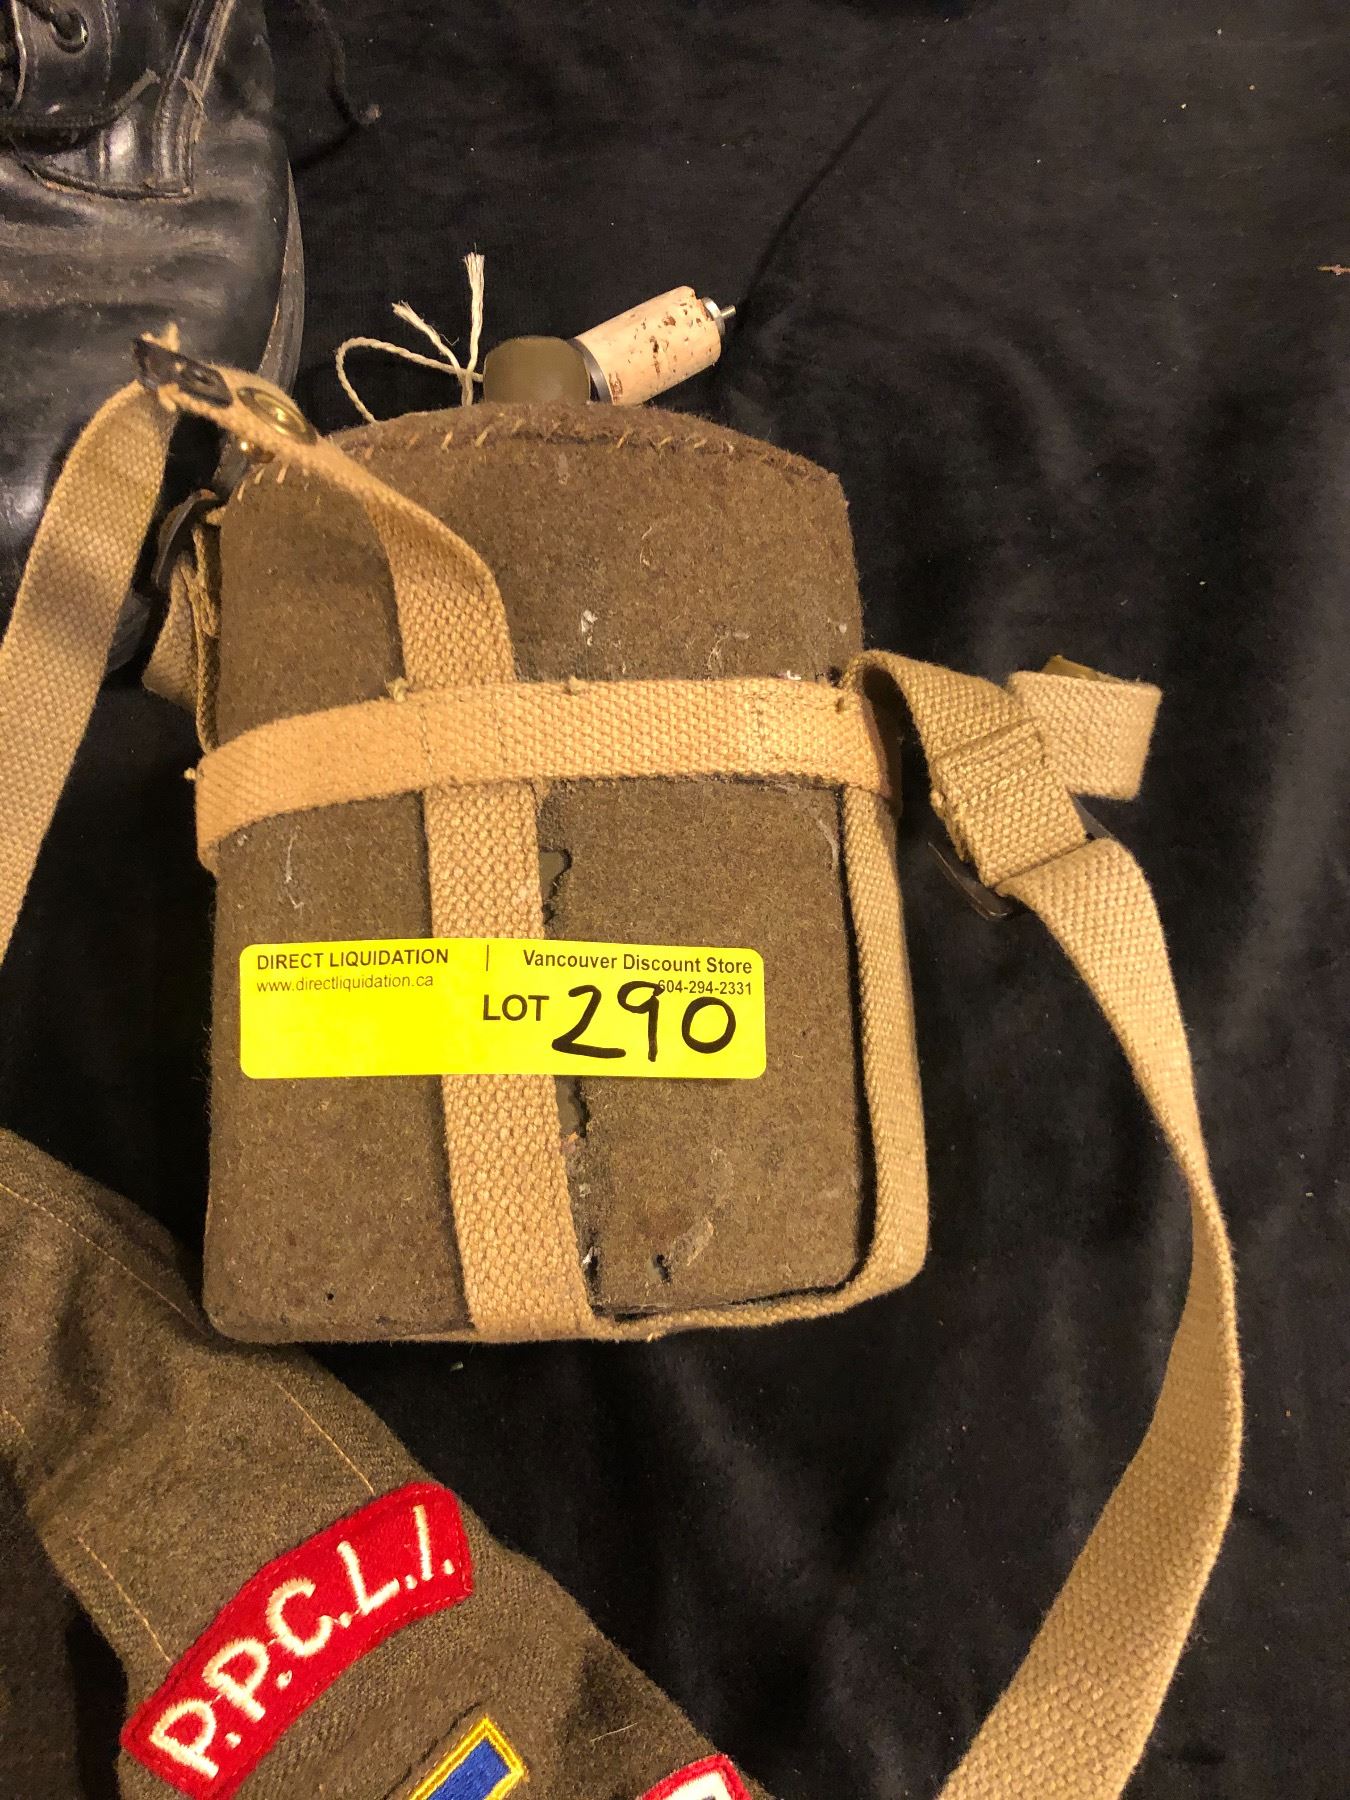 DIRECT LIQUIDATION | Vancouver Discount Store
www.directliquidation.ca 604-294-2331
LOT 290
P.P.C.L.I.